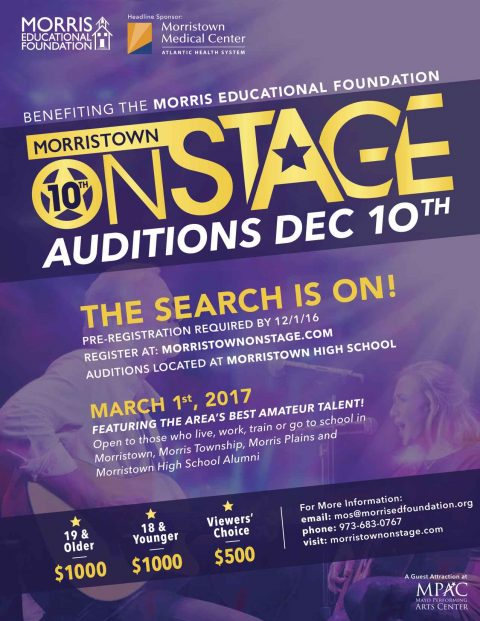 MORRIS
EDUCATIONAL
FOUNDATION
Headline Sponsor:
Morristown
Medical Center
ATLANTIC HEALTH SYSTEM
BENEFITING THE MORRIS EDUCATIONAL FOUNDATION
MORRISTOWN
10TH
ONSTAGE
AUDITIONS DEC 10TH
THE SEARCH IS ON!
PRE-REGISTRATION REQUIRED BY 12/1/16
REGISTER AT: MORRISTOWNONSTAGE.COM
AUDITIONS LOCATED AT MORRISTOWN HIGH SCHOOL
MARCH 1st, 2017
FEATURING THE AREA'S BEST AMATEUR TALENT!
Open to those who live, work, train or go to school in
Morristown, Morris Township, Morris Plains and
Morristown High School Alumni
19 &
Older
$1000
18 &
Younger
$1000
Viewers'
Choice
$500
For More Information:
email: mos@morrisedfoundation.org
phone: 973-683-0767
visit: morristownonstage.com
A Guest Attraction at
MPAC
MAYO PERFORMING
ARTS CENTER